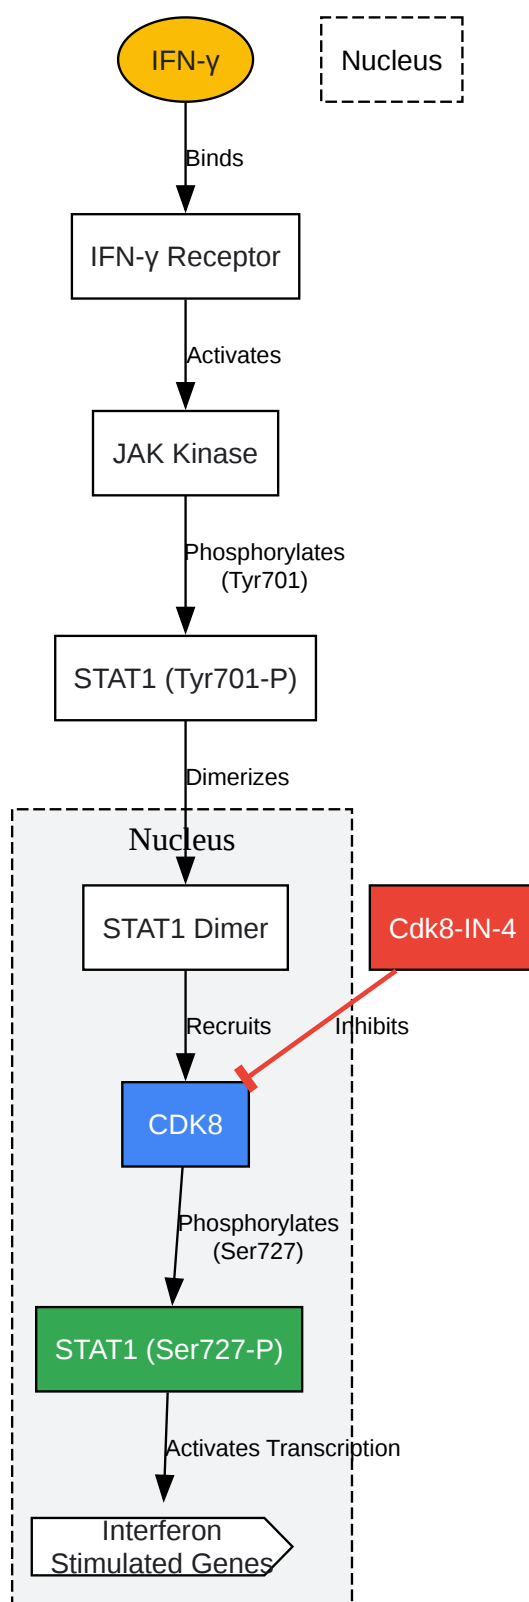 IFN-γ
Nucleus
Binds
IFN-γ Receptor
Activates
JAK Kinase
Phosphorylates
(Tyr701)
STAT1 (Tyr701-P)
Dimerizes
Nucleus
STAT1 Dimer
Cdk8-IN-4
Recruits
Inhibits
CDK8
Phosphorylates
(Ser727)
STAT1 (Ser727-P)
Activates Transcription
Interferon
Stimulated Genes